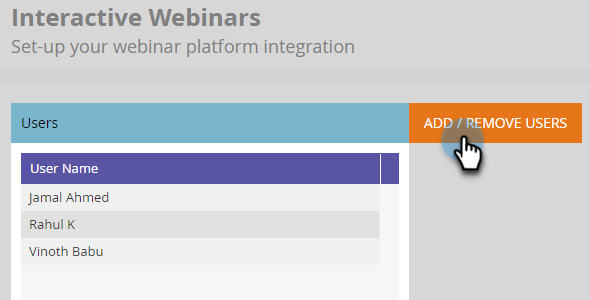 Interactive Webinars
Set-up your webinar platform integration
Users
ADD / REMOVE USERS
User Name
Jamal Ahmed
Rahul K
Vinoth Babu